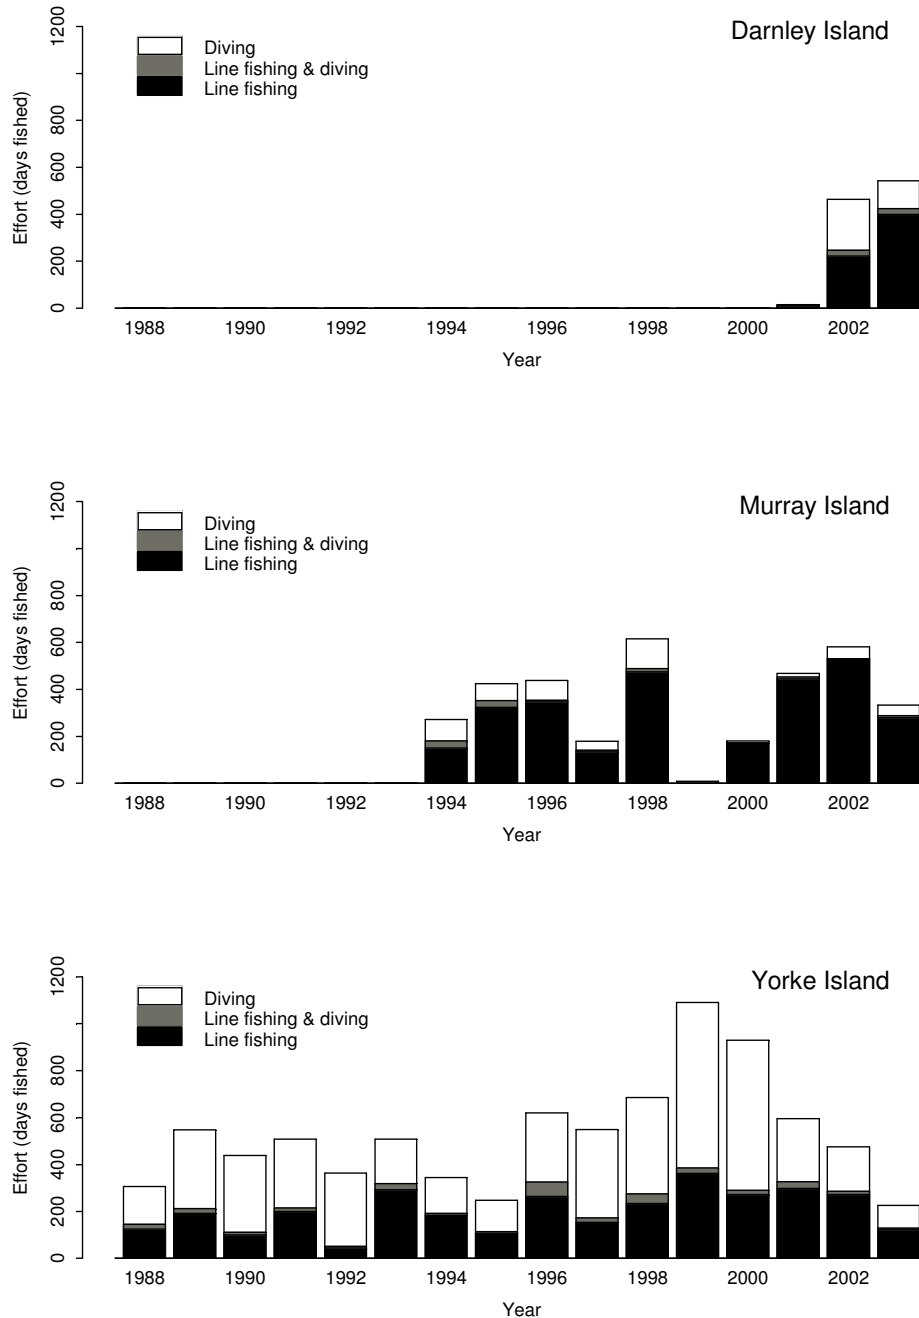 Darnley Island
Diving
Line fishing & diving
Line fishing
Effort (days fished)
1200
800
600
400
200
0
1988 1990 1992 1994 1996 1998 2000 2002
Year
Murray Island
Diving
Line fishing & diving
Line fishing
Effort (days fished)
1200
800
600
400
200
0
1988 1990 1992 1994 1996 1998 2000 2002
Year
Yorke Island
Diving
Line fishing & diving
Line fishing
Effort (days fished)
1200
800
600
400
200
0
1988 1990 1992 1994 1996 1998 2000 2002
Year